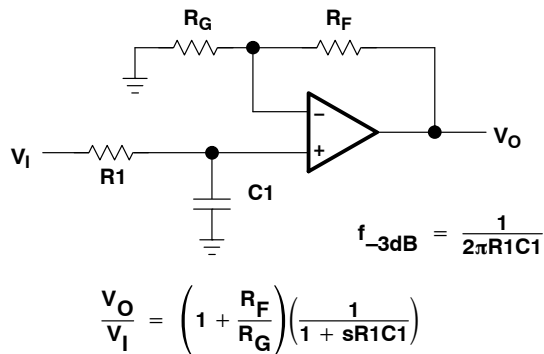 R_G
R_F
−
+
V_I
R1
C1
V_O
f_–3dB = 1/(2πR1C1)
V_O/V_I = (1 + R_F/R_G)(1/(1 + sR1C1))